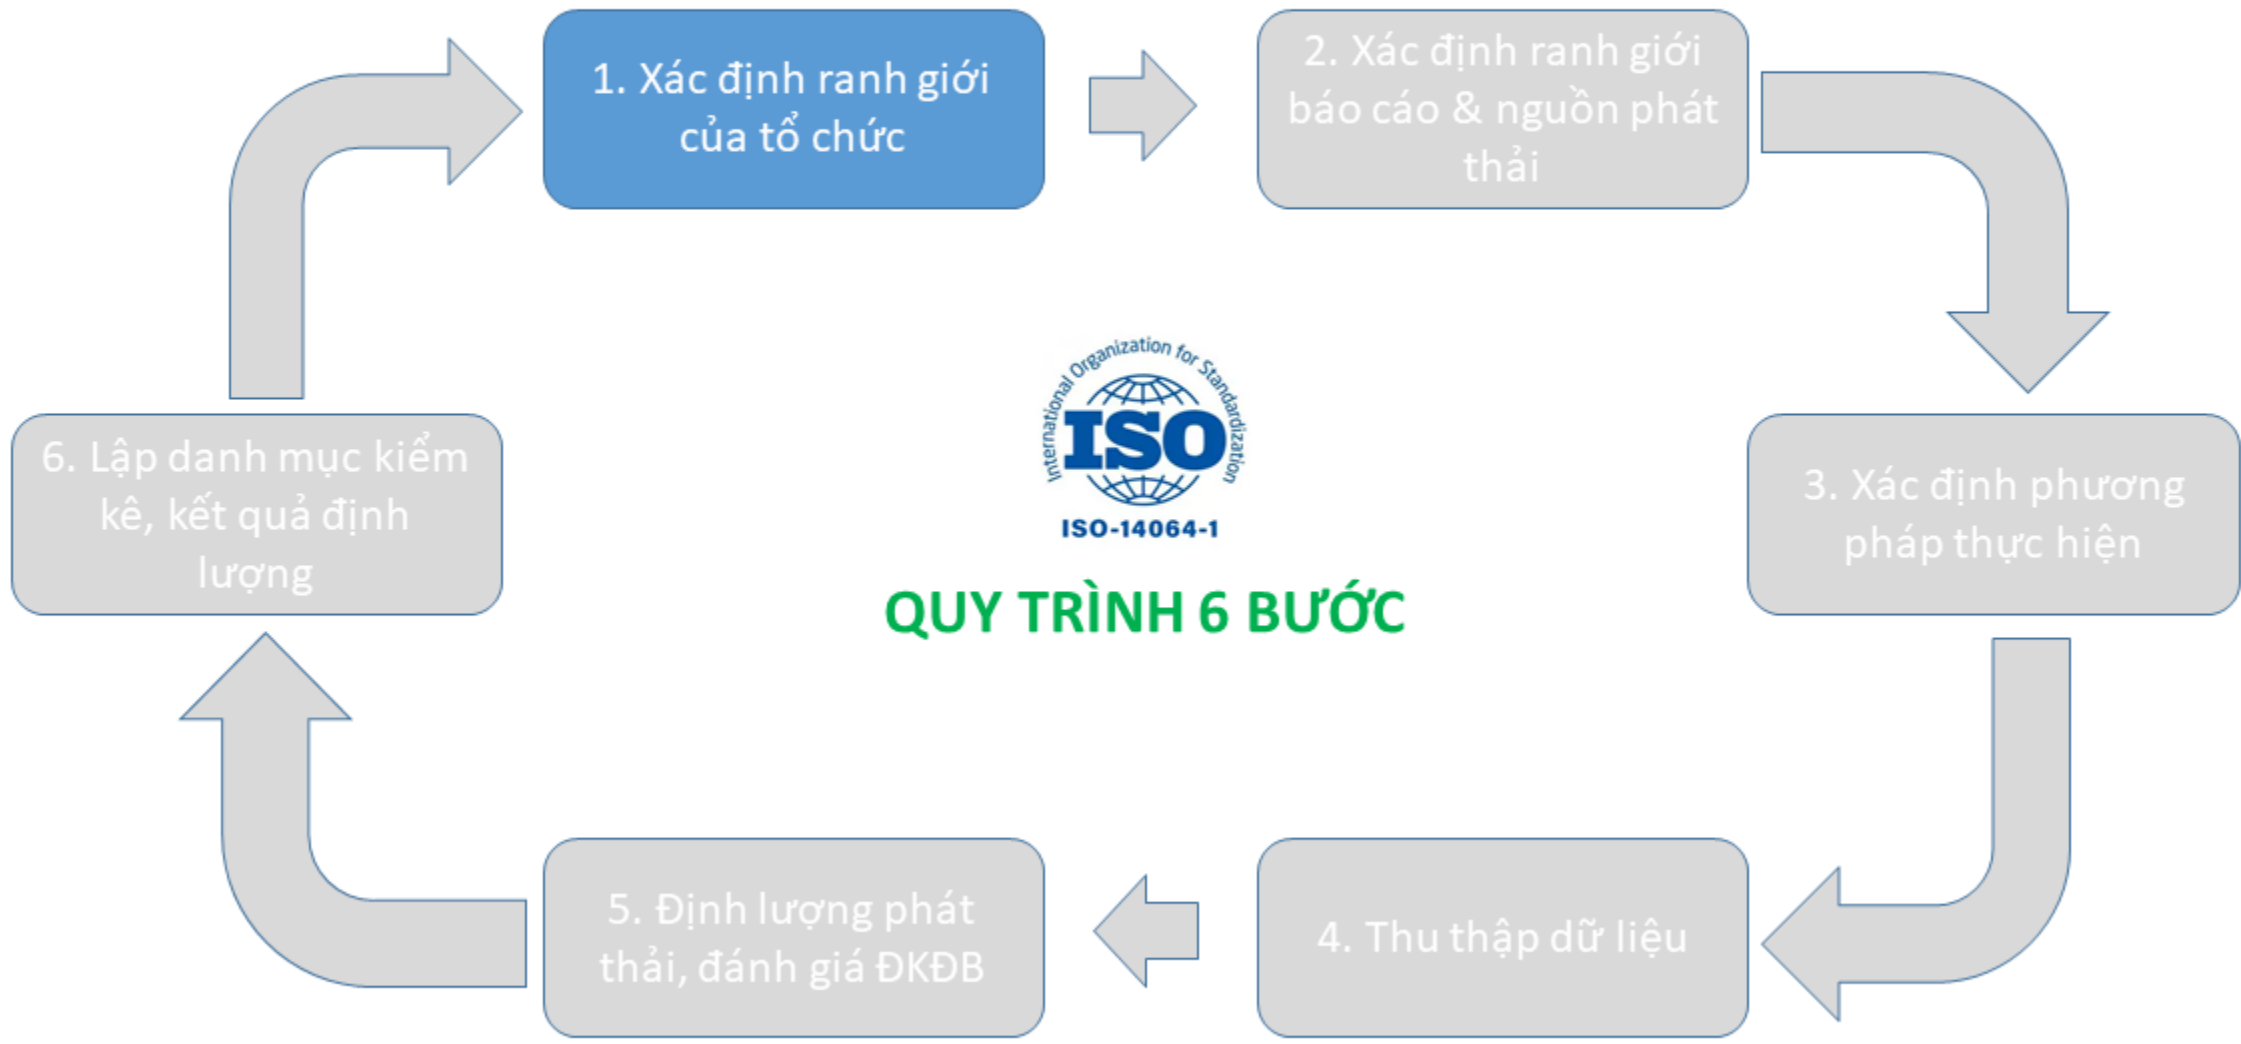 1. Xác định ranh giới
của tổ chức
2. Xác định ranh giới
báo cáo & nguồn phát
thải
3. Xác định phương
pháp thực hiện
4. Thu thập dữ liệu
5. Định lượng phát
thải, đánh giá ĐKĐB
6. Lập danh mục kiểm
kê, kết quả định
lượng
International Organization for Standardization
ISO
ISO-14064-1
QUY TRÌNH 6 BƯỚC